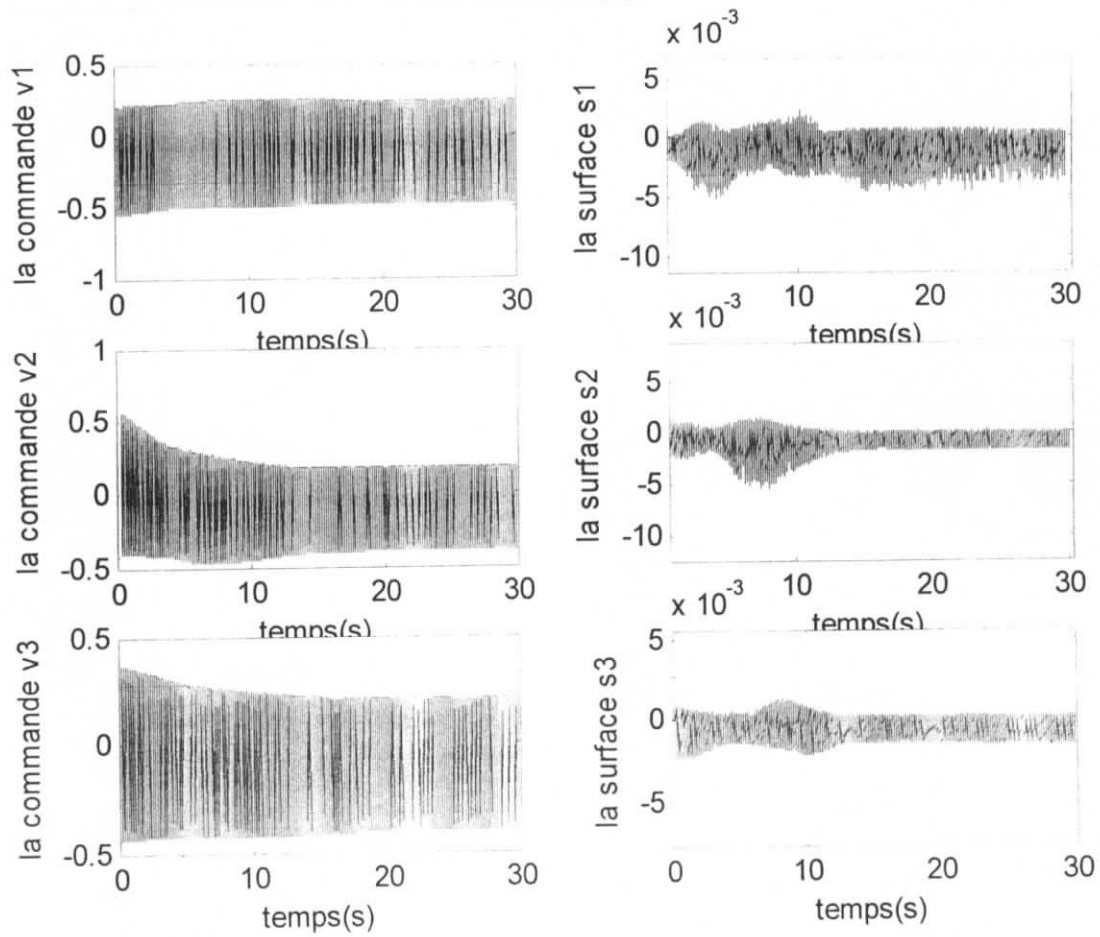 x 10⁻³
0.5
0
-0.5
-1
la commande v1
0 10 20 30
temps(s)
5
0
-5
-10
la surface s1
10 20 30
temps(s)
x 10⁻³
1
0.5
0
-0.5
la commande v2
0 10 20 30
temps(s)
5
0
-5
-10
la surface s2
10 20 30
temps(s)
x 10⁻³
0.5
0
-0.5
la commande v3
0 10 20 30
temps(s)
5
0
-5
la surface s3
0 10 20 30
temps(s)